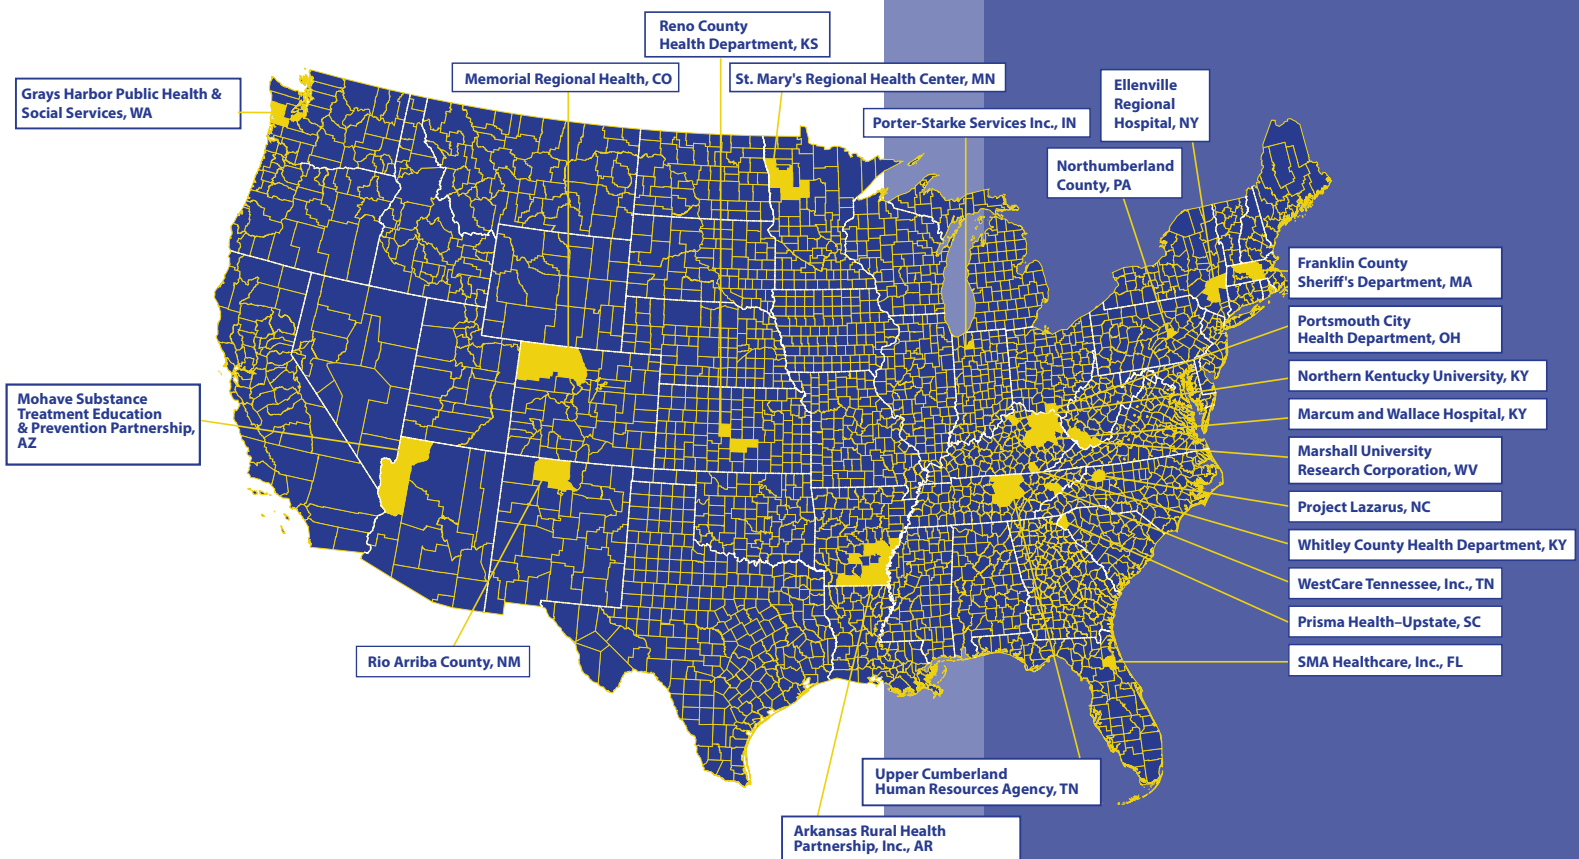 Reno County
Health Department, KS
Memorial Regional Health, CO
St. Mary's Regional Health Center, MN
Grays Harbor Public Health &
Social Services, WA
Porter-Starke Services Inc., IN
Ellenville
Regional
Hospital, NY
Northumberland
County, PA
Franklin County
Sheriff's Department, MA
Portsmouth City
Health Department, OH
Northern Kentucky University, KY
Marcum and Wallace Hospital, KY
Marshall University
Research Corporation, WV
Project Lazarus, NC
Whitley County Health Department, KY
WestCare Tennessee, Inc., TN
Prisma Health–Upstate, SC
SMA Healthcare, Inc., FL
Mohave Substance
Treatment Education
& Prevention Partnership,
AZ
Rio Arriba County, NM
Upper Cumberland
Human Resources Agency, TN
Arkansas Rural Health
Partnership, Inc., AR